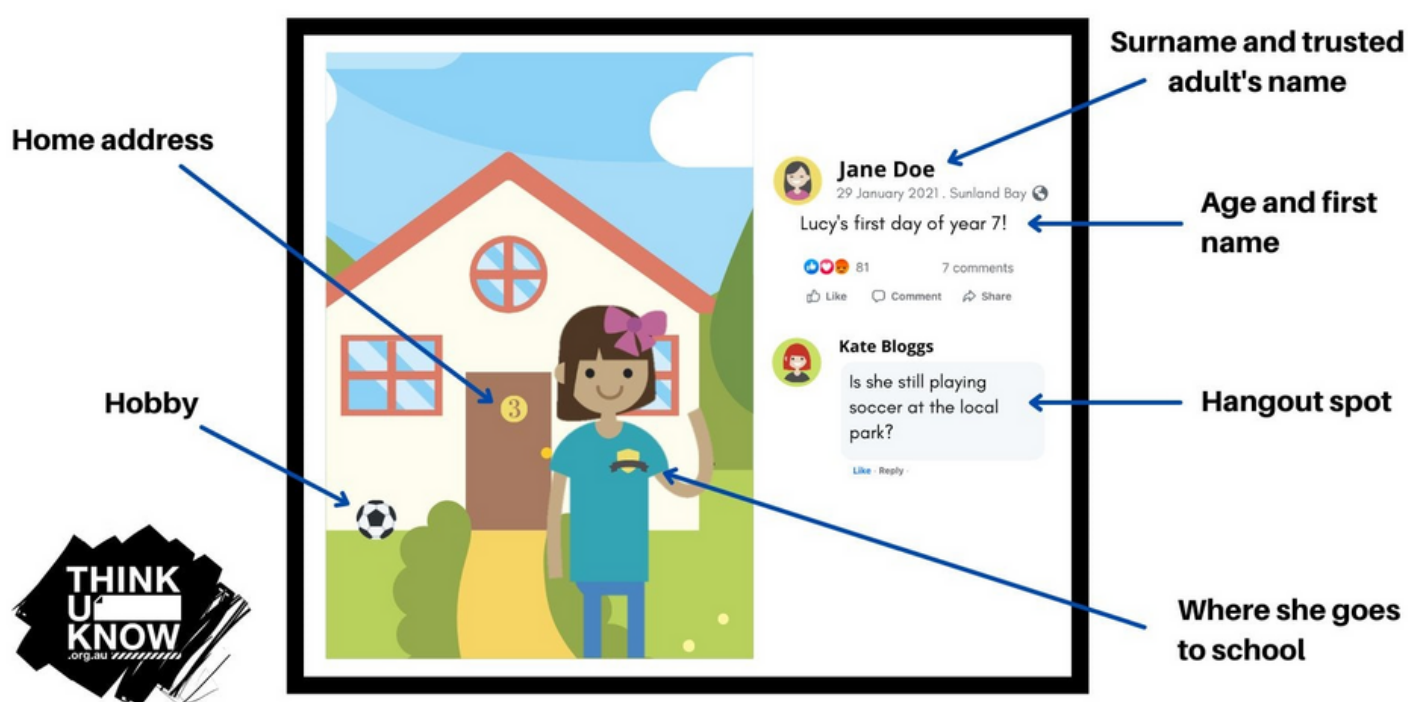 Surname and trusted
adult's name
Home address
Jane Doe
29 January 2021 . Sunland Bay
Lucy's first day of year 7!
Age and first
name
81 7 comments
Like Comment Share
Kate Bloggs
Is she still playing
soccer at the local
park?
Like · Reply ·
Hangout spot
Hobby
3
Where she goes
to school
THINK
U
KNOW
.org.au